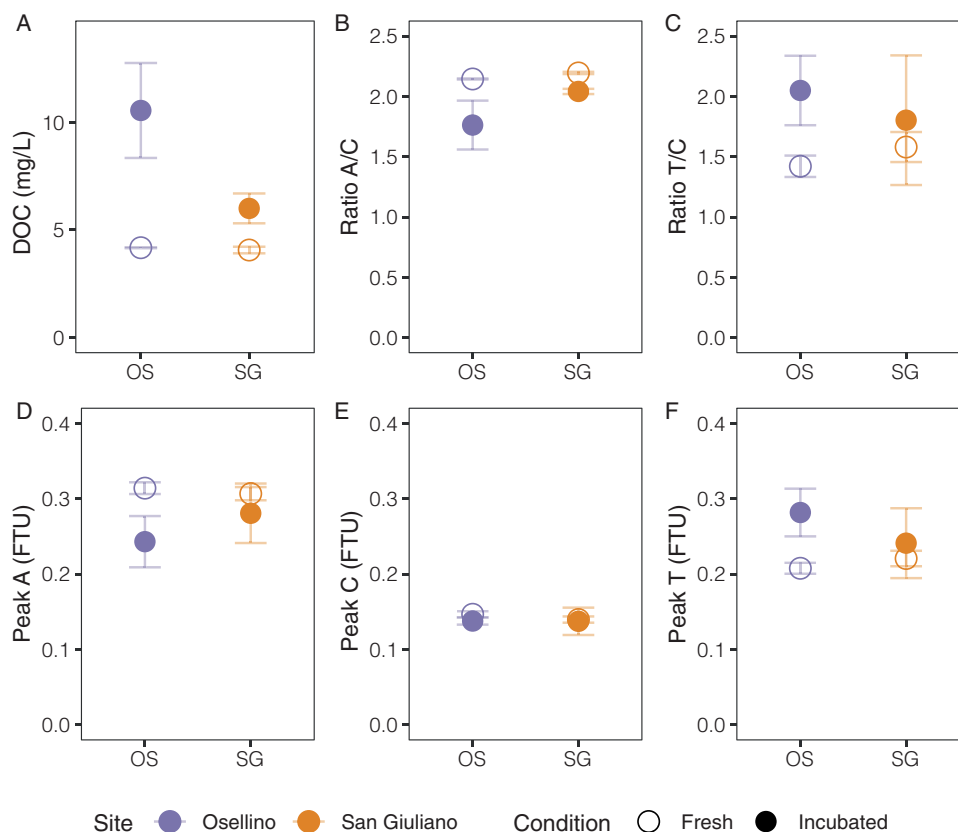 A
DOC (mg/L)
10
5
0
OS SG
B
Ratio A/C
2.5
2.0
1.5
1.0
0.5
0.0
OS SG
C
Ratio T/C
2.5
2.0
1.5
1.0
0.5
0.0
OS SG
D
Peak A (FTU)
0.4
0.3
0.2
0.1
0.0
OS SG
E
Peak C (FTU)
0.4
0.3
0.2
0.1
0.0
OS SG
F
Peak T (FTU)
0.4
0.3
0.2
0.1
0.0
OS SG
Site Osellino San Giuliano Condition Fresh Incubated